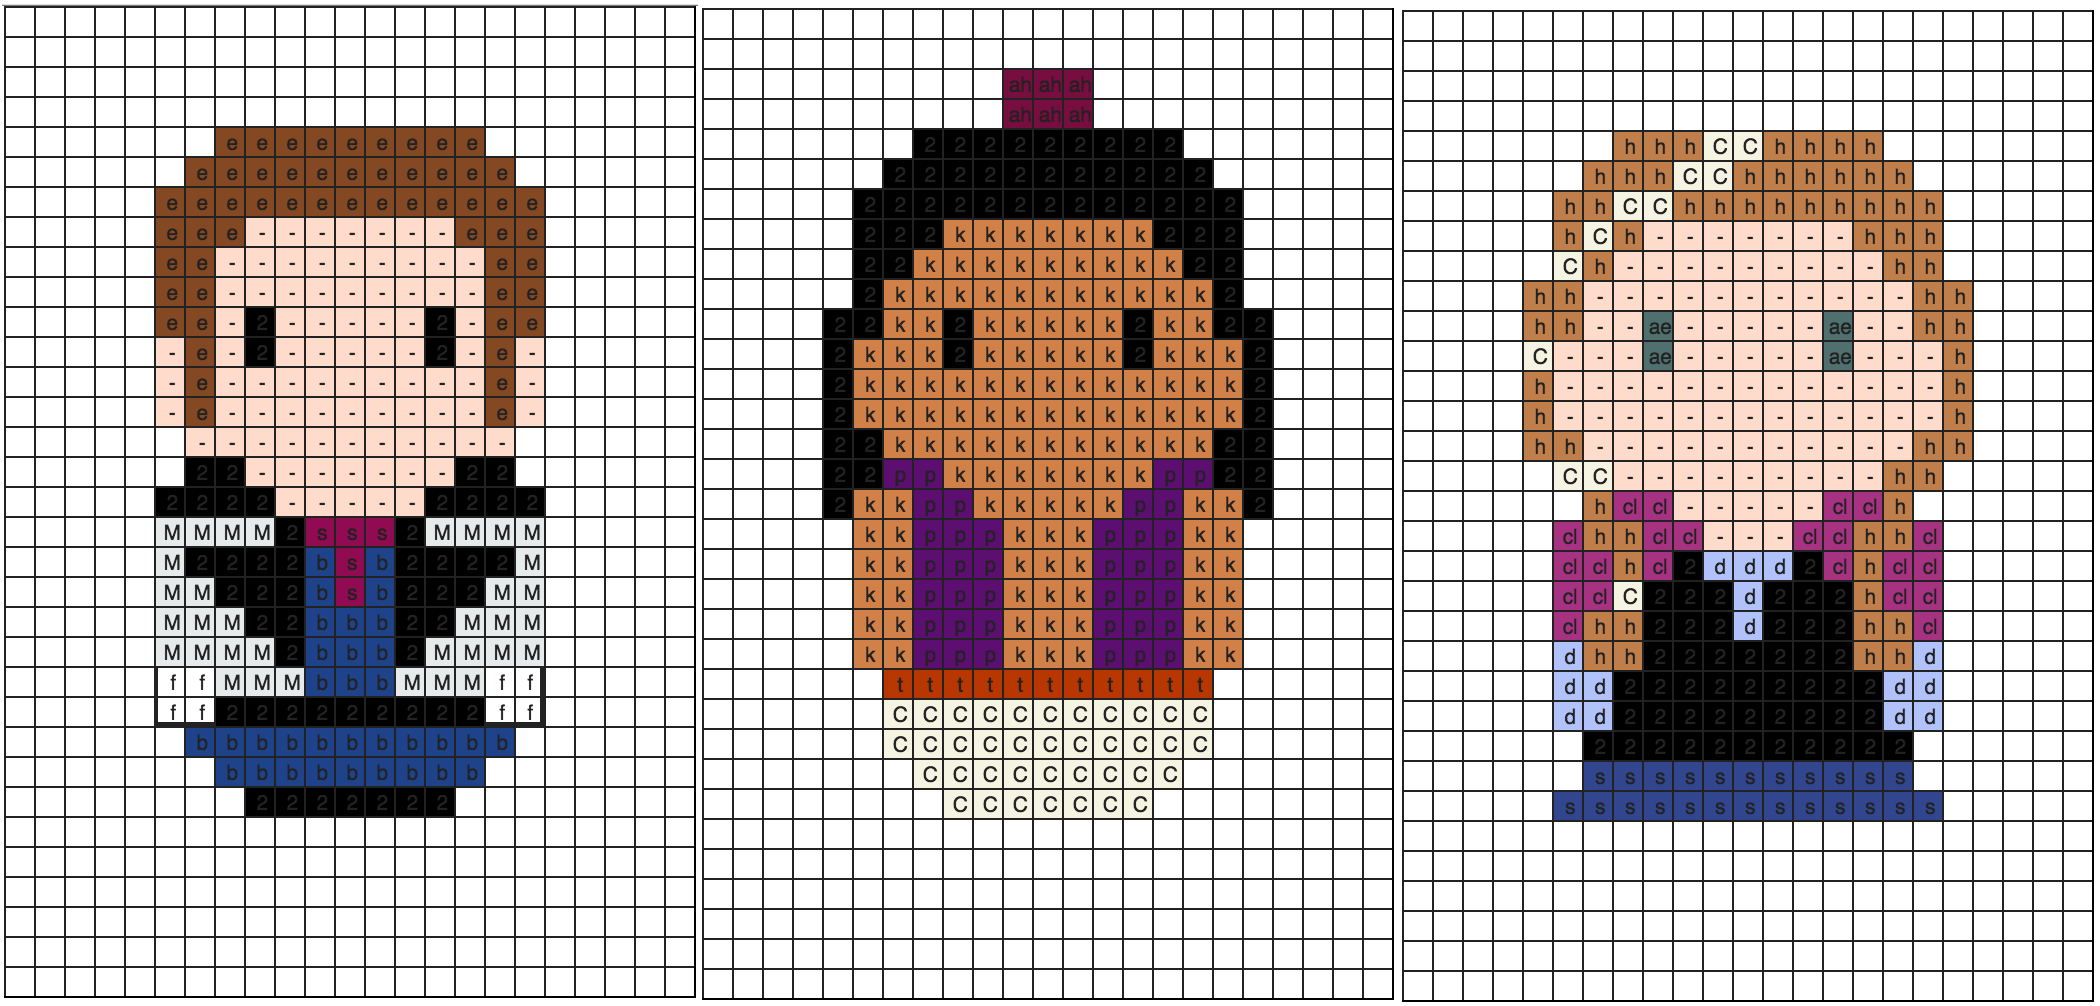 e e e e e e e e e
e e e e e e e e e e e
e e e e e e e e e e e e e
e e e - - - - - - - e e e
e e - - - - - - - - - e e
e e - - - - - - - - - e e
e e - 2 - - - - - 2 - e e
- e - 2 - - - - - 2 - e -
- e - - - - - - - - - e -
- e - - - - - - - - - e -
- - - - - - - - - - -
2 2 - - - - - - - 2 2
2 2 2 2 - - - - - 2 2 2 2
M M M M 2 s s s 2 M M M M
M 2 2 2 2 b s b 2 2 2 2 M
M M 2 2 2 b s b 2 2 2 M M
M M M 2 2 b b b 2 2 M M M
M M M M 2 b b b 2 M M M M
f f M M M b b b M M M f f
f f 2 2 2 2 2 2 2 2 2 f f
b b b b b b b b b b b
b b b b b b b b b
2 2 2 2 2 2 2
ah ah ah
ah ah ah
2 2 2 2 2 2 2 2 2
2 2 2 2 2 2 2 2 2 2 2
2 2 2 2 2 2 2 2 2 2 2 2 2
2 2 2 k k k k k k k 2 2 2
2 2 k k k k k k k k k 2 2
2 k k k k k k k k k k k 2
2 2 k k 2 k k k k k 2 k k 2 2
2 k k k 2 k k k k k 2 k k k 2
2 k k k k k k k k k k k k k 2
2 k k k k k k k k k k k k k 2
2 2 k k k k k k k k k k k 2 2
2 2 p p k k k k k k k p p 2 2
2 k k p p k k k k k p p k k 2
k k p p p k k k p p p k k
k k p p p k k k p p p k k
k k p p p k k k p p p k k
k k p p p k k k p p p k k
k k p p p k k k p p p k k
t t t t t t t t t t t
C C C C C C C C C C C
C C C C C C C C C C C
C C C C C C C C C
C C C C C C C
h h h C C h h h h
h h h C C h h h h h h
h h C C h h h h h h h h h
h C h - - - - - - - h h h
C h - - - - - - - - - h h
h h - - - - - - - - - - - h h
h h - - ae - - - - - ae - - h h
C - - - ae - - - - - ae - - - h
h - - - - - - - - - - - - - h
h - - - - - - - - - - - - - h
h h - - - - - - - - - - - h h
C C - - - - - - - - - h h
h cl cl - - - - - cl cl h
cl h h cl cl - - - cl cl h h cl
cl cl h cl 2 d d d 2 cl h cl cl
cl cl C 2 2 2 d 2 2 2 h cl cl
cl h h 2 2 2 d 2 2 2 h h cl
d h h 2 2 2 2 2 2 2 h h d
d d 2 2 2 2 2 2 2 2 2 d d
d d 2 2 2 2 2 2 2 2 2 d d
2 2 2 2 2 2 2 2 2 2 2
s s s s s s s s s s s
s s s s s s s s s s s s s